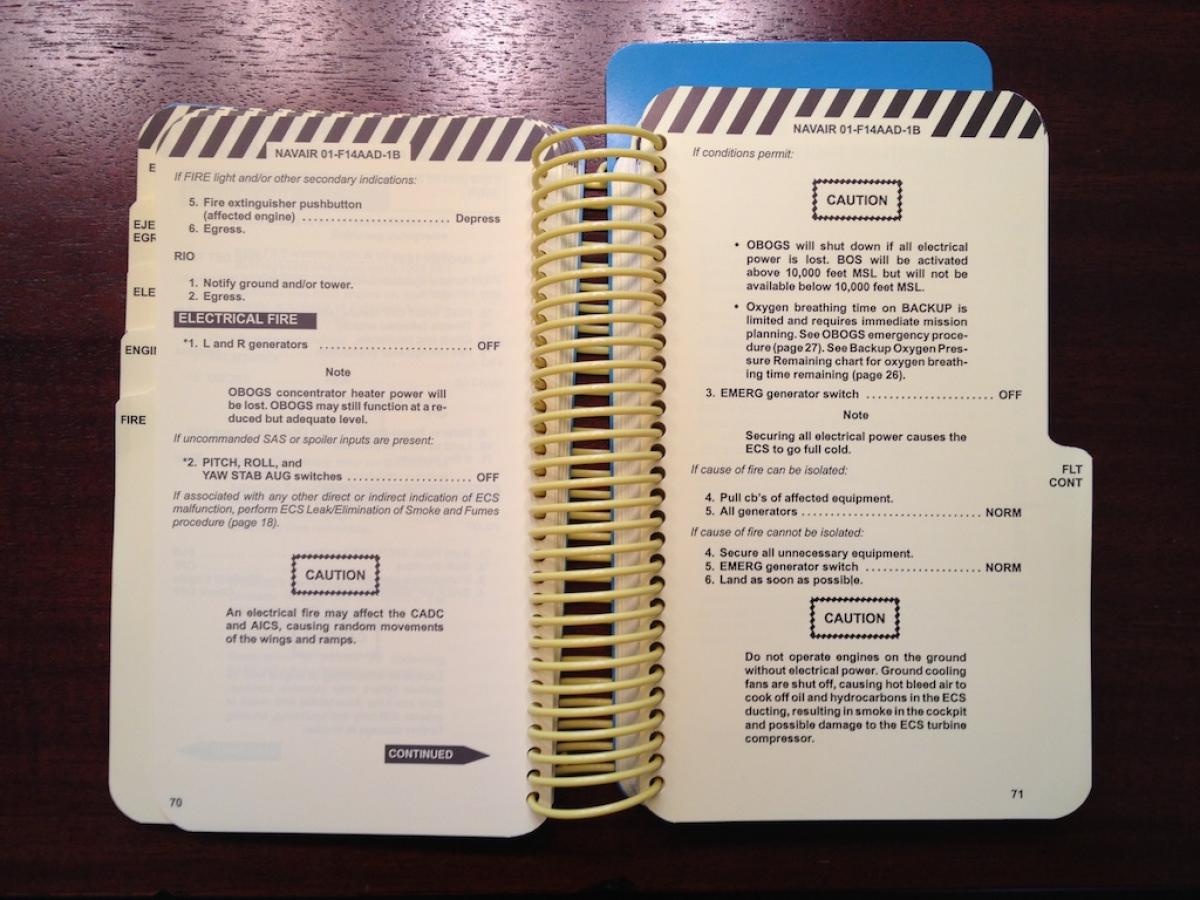 NAVAIR 01-F14AAD-1B
If FIRE light and/or other secondary indications:
5. Fire extinguisher pushbutton
(affected engine) .......................... Depress
6. Egress.
RIO
1. Notify ground and/or tower.
2. Egress.
ELECTRICAL FIRE
*1. L and R generators .......................... OFF
Note
OBOGS concentrator heater power will
be lost. OBOGS may still function at a re-
duced but adequate level.
If uncommanded SAS or spoiler inputs are present:
*2. PITCH, ROLL, and
YAW STAB AUG switches ...................... OFF
If associated with any other direct or indirect indication of ECS
malfunction, perform ECS Leak/Elimination of Smoke and Fumes
procedure (page 18).
CAUTION
An electrical fire may affect the CADC
and AICS, causing random movements
of the wings and ramps.
CONTINUED
70
E
EJE
EGR
ELE
ENGI
FIRE
NAVAIR 01-F14AAD-1B
If conditions permit:
CAUTION
• OBOGS will shut down if all electrical
power is lost. BOS will be activated
above 10,000 feet MSL but will not be
available below 10,000 feet MSL.
• Oxygen breathing time on BACKUP is
limited and requires immediate mission
planning. See OBOGS emergency proce-
dure (page 27). See Backup Oxygen Pres-
sure Remaining chart for oxygen breath-
ing time remaining (page 26).
3. EMERG generator switch ...................... OFF
Note
Securing all electrical power causes the
ECS to go full cold.
If cause of fire can be isolated:
4. Pull cb's of affected equipment.
5. All generators ............................... NORM
If cause of fire cannot be isolated:
4. Secure all unnecessary equipment.
5. EMERG generator switch .................... NORM
6. Land as soon as possible.
CAUTION
Do not operate engines on the ground
without electrical power. Ground cooling
fans are shut off, causing hot bleed air to
cook off oil and hydrocarbons in the ECS
ducting, resulting in smoke in the cockpit
and possible damage to the ECS turbine
compressor.
71
FLT
CONT